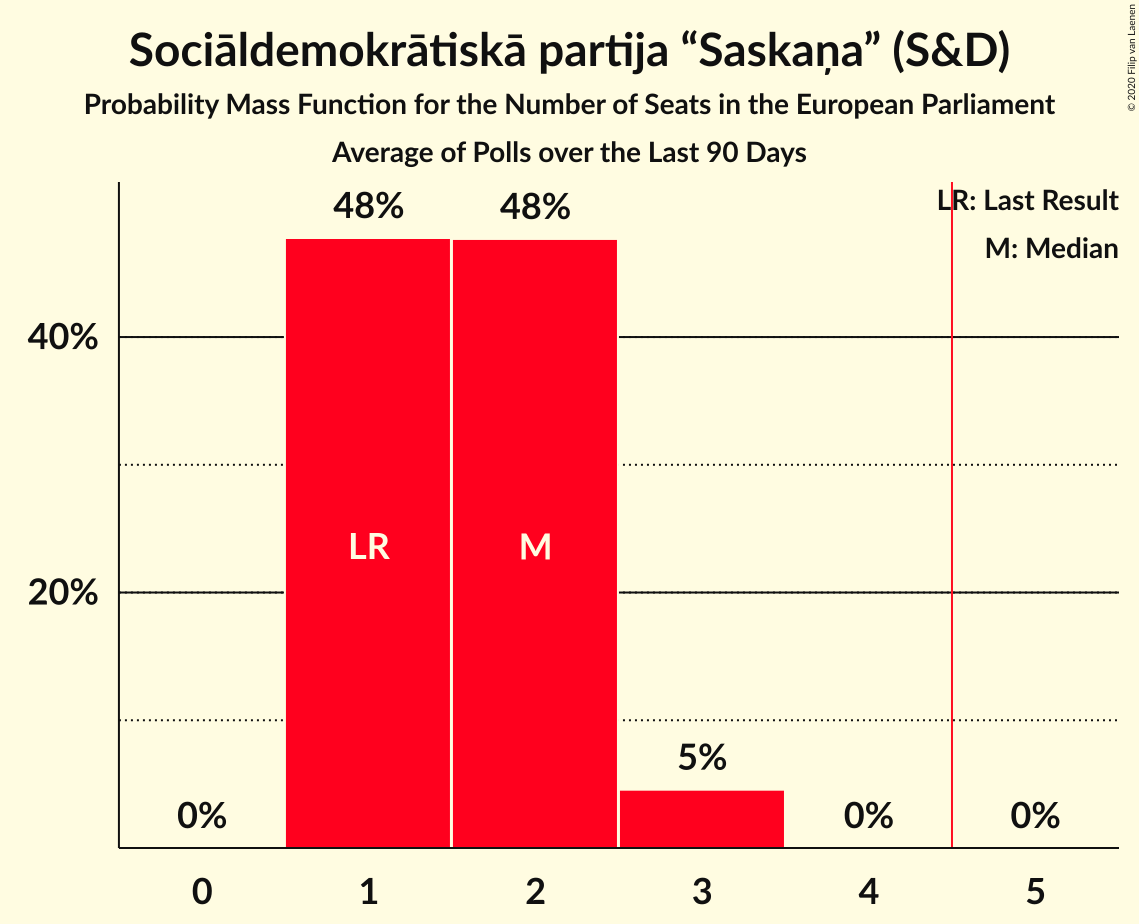 Sociāldemokrātiskā partija “Saskaņa” (S&D)
Probability Mass Function for the Number of Seats in the European Parliament
Average of Polls over the Last 90 Days
© 2020 Filip van Laenen
LR: Last Result
M: Median
48%
48%
40%
LR
M
20%
5%
0%
0%
0%
0
1
2
3
4
5